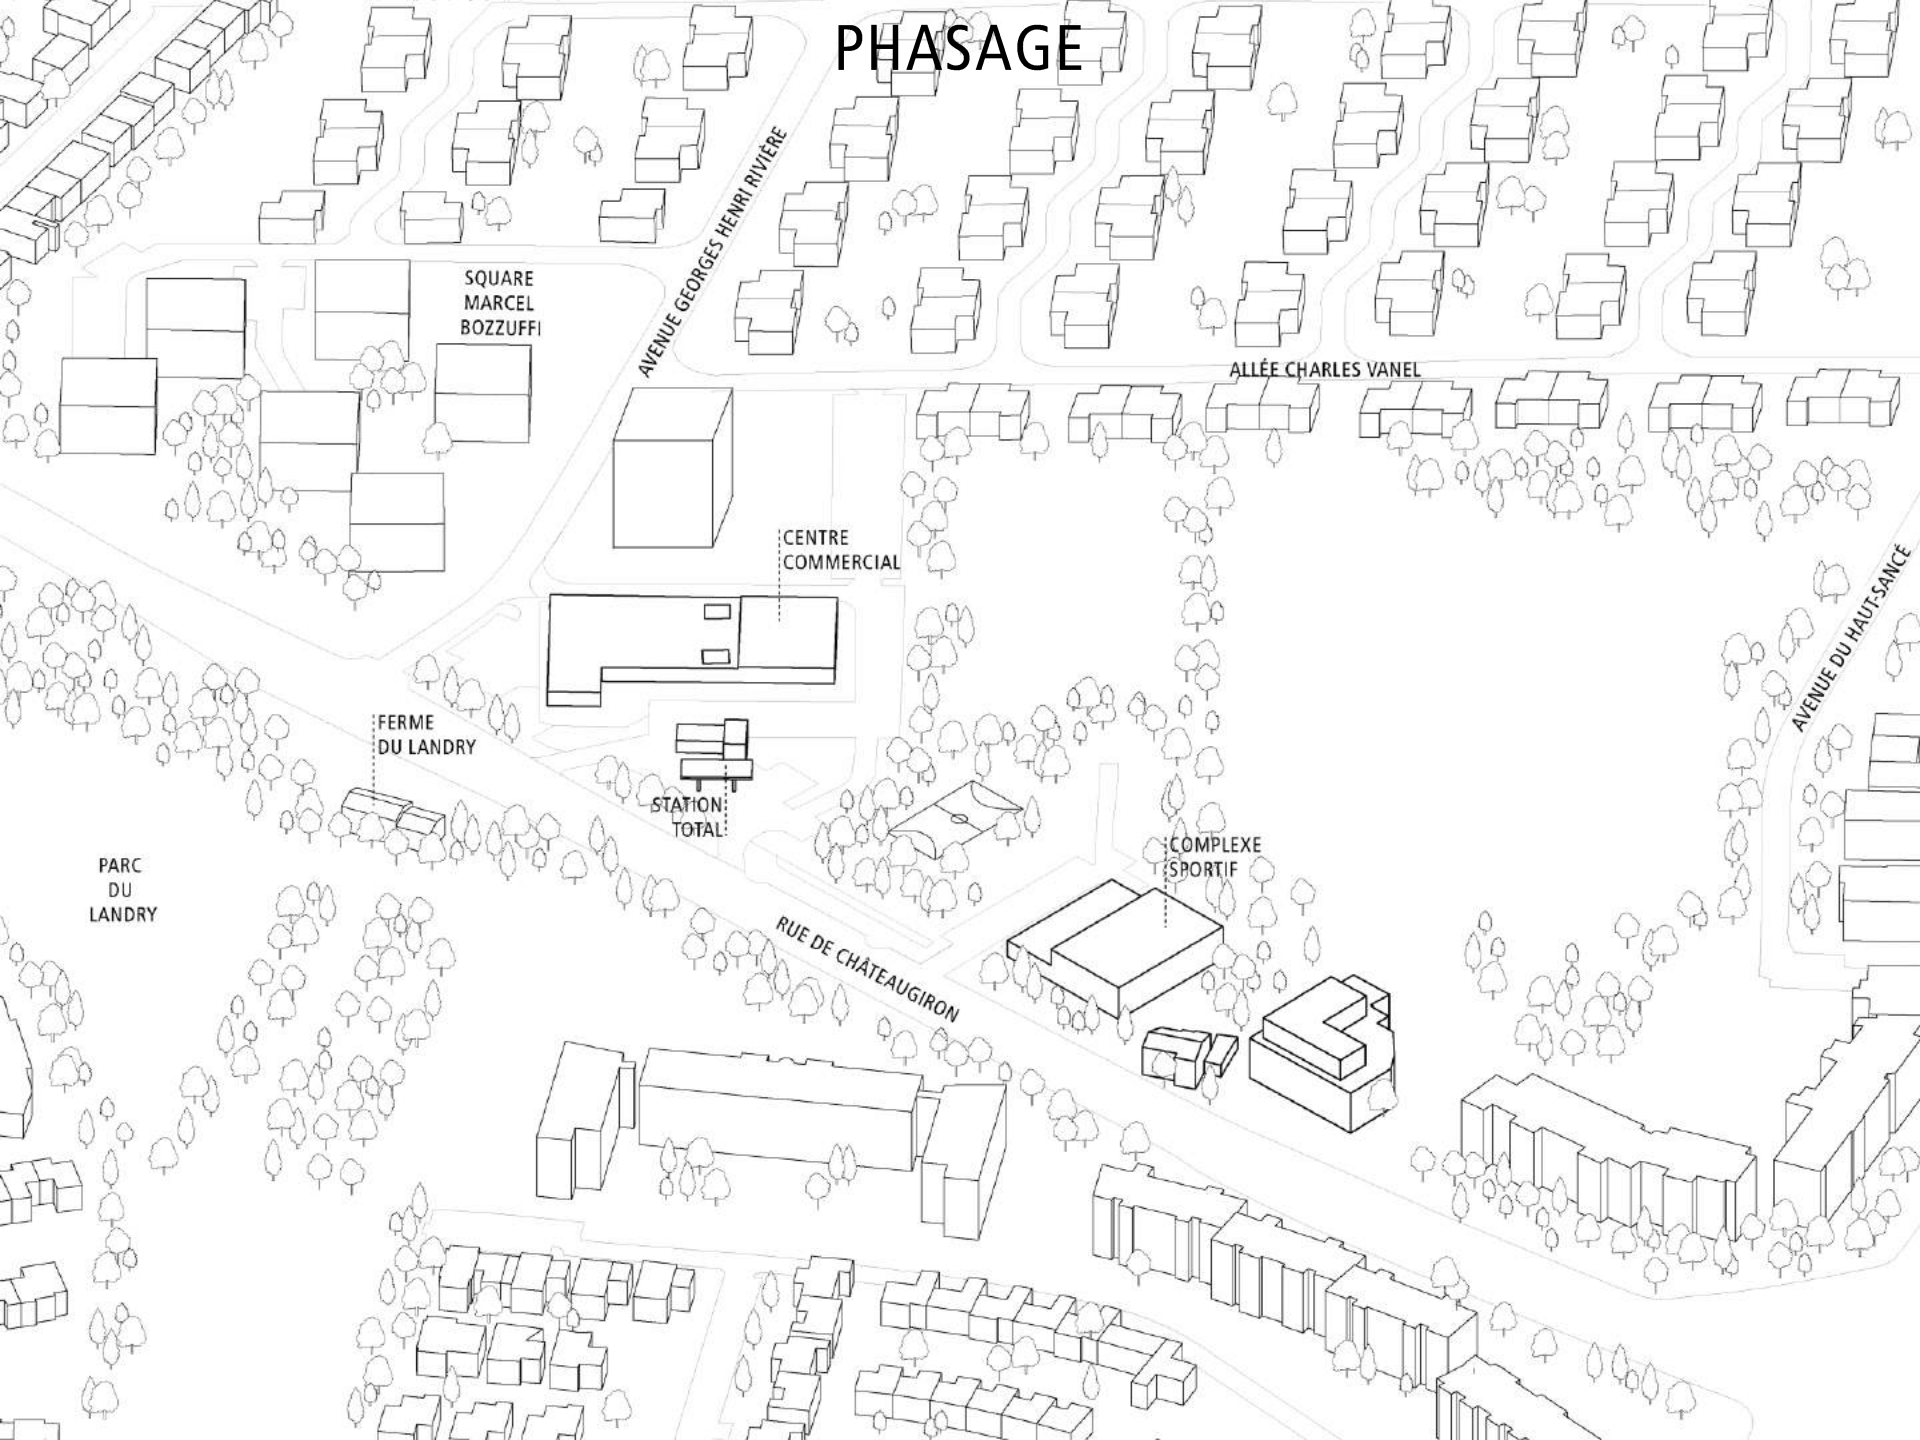 PHASAGE
AVENUE GEORGES HENRI RIVIÈRE
SQUARE
MARCEL
BOZZUFFI
ALLÉE CHARLES VANEL
CENTRE
COMMERCIAL
AVENUE DU HAUT-SANCÉ
FERME
DU LANDRY
STATION
TOTAL
COMPLEXE
SPORTIF
PARC
DU
LANDRY
RUE DE CHÂTEAUGIRON